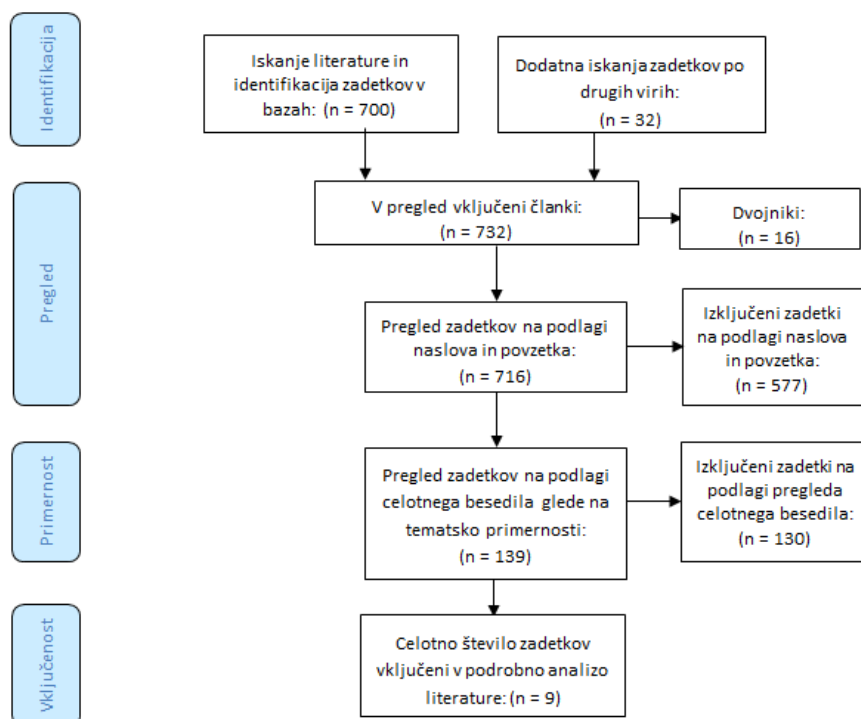 Identifikacija
Iskanje literature in
identifikacija zadetkov v
bazah: (n = 700)
Dodatna iskanja zadetkov po
drugih virih:
(n = 32)
Pregled
V pregled vključeni članki:
(n = 732)
Dvojniki:
(n = 16)
Pregled zadetkov na podlagi
naslova in povzetka:
(n = 716)
Izključeni zadetki
na podlagi naslova
in povzetka:
(n = 577)
Primernost
Pregled zadetkov na podlagi
celotnega besedila glede na
tematsko primernosti:
(n = 139)
Izključeni zadetki na
podlagi pregleda
celotnega besedila:
(n = 130)
Vključenost
Celotno število zadetkov
vključeni v podrobno analizo
literature: (n = 9)